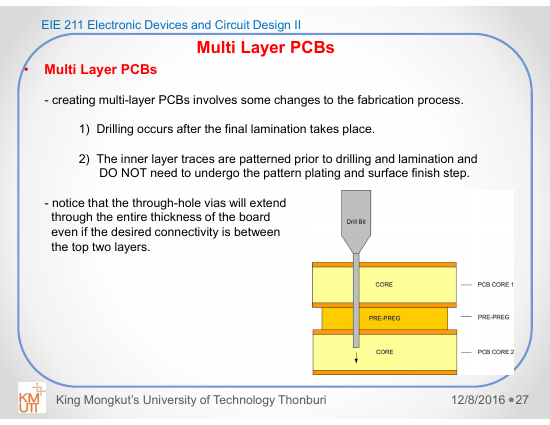 EIE 211 Electronic Devices and Circuit Design II
Multi Layer PCBs
• Multi Layer PCBs
- creating multi-layer PCBs involves some changes to the fabrication process.
1) Drilling occurs after the final lamination takes place.
2) The inner layer traces are patterned prior to drilling and lamination and
DO NOT need to undergo the pattern plating and surface finish step.
- notice that the through-hole vias will extend
through the entire thickness of the board
even if the desired connectivity is between
the top two layers.
Drill Bit
CORE
PCB CORE 1
PRE-PREG
PRE-PREG
CORE
PCB CORE 2
KM
UTT
King Mongkut's University of Technology Thonburi
12/8/2016 •27